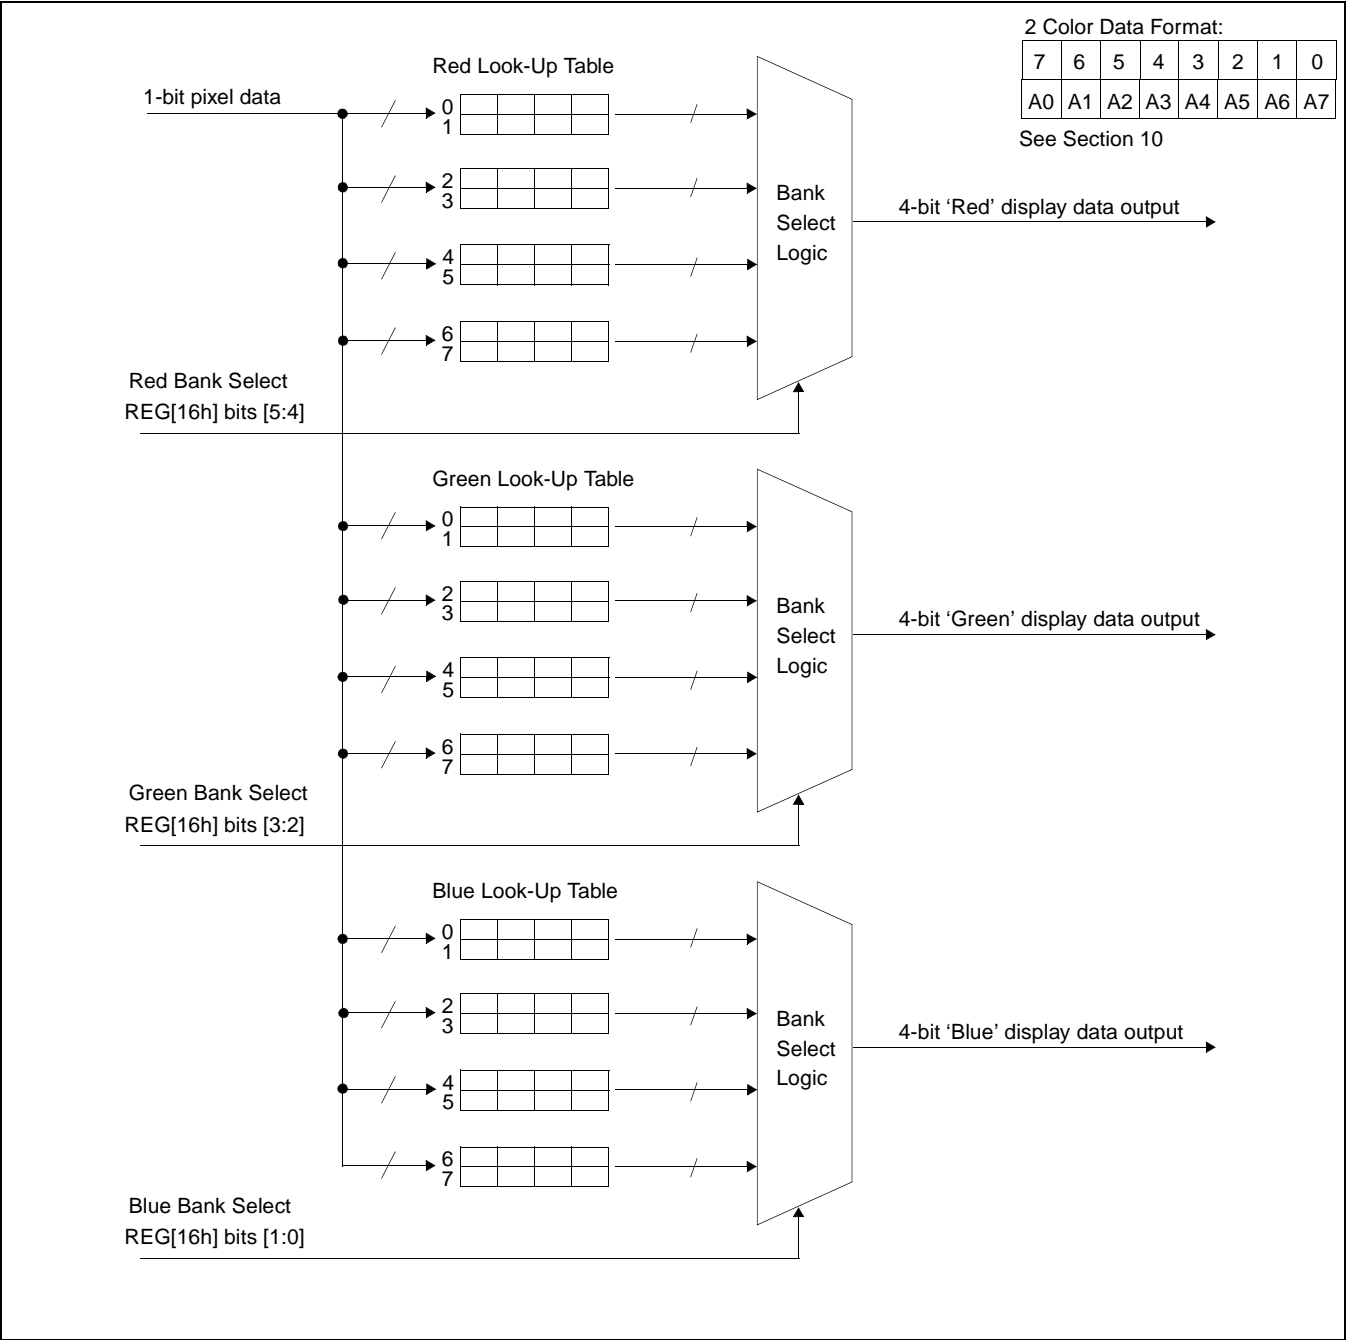 2 Color Data Format:
7 6 5 4 3 2 1 0
A0 A1 A2 A3 A4 A5 A6 A7
See Section 10
Red Look-Up Table
1-bit pixel data
0
1
2
3
4
5
6
7
Bank
Select
Logic
4-bit ‘Red’ display data output
Red Bank Select
REG[16h] bits [5:4]
Green Look-Up Table
0
1
2
3
4
5
6
7
Bank
Select
Logic
4-bit ‘Green’ display data output
Green Bank Select
REG[16h] bits [3:2]
Blue Look-Up Table
0
1
2
3
4
5
6
7
Bank
Select
Logic
4-bit ‘Blue’ display data output
Blue Bank Select
REG[16h] bits [1:0]